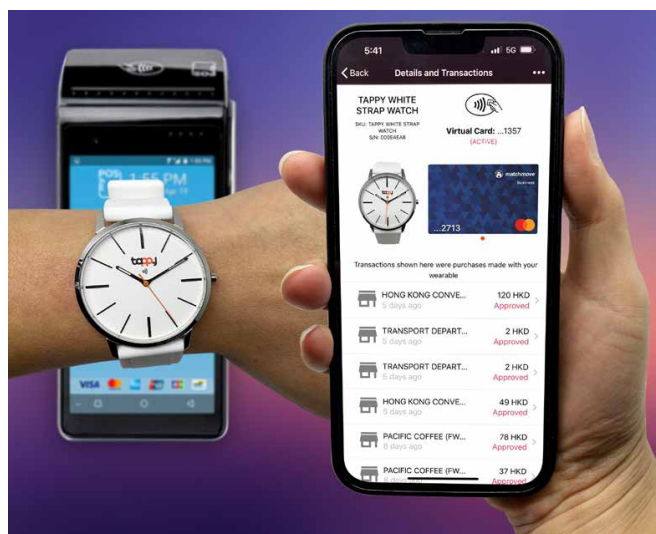 POS
1:55 PM
tappy
VISA
5:41
5G
Back
Details and Transactions
TAPPY WHITE
STRAP WATCH
SKU: TAPPY WHITE STRAP
WATCH
Virtual Card: ...1357
(ACTIVE)
matchmove
Business
...2713
Transactions shown here were purchases made with your
wearable
HONG KONG CONVE...
120 HKD
5 days ago
Approved
TRANSPORT DEPART...
2 HKD
5 days ago
Approved
TRANSPORT DEPART...
2 HKD
5 days ago
Approved
HONG KONG CONVE...
49 HKD
5 days ago
Approved
PACIFIC COFFEE (FW...
78 HKD
6 days ago
Approved
PACIFIC COFFEE (FW...
37 HKD
Approved